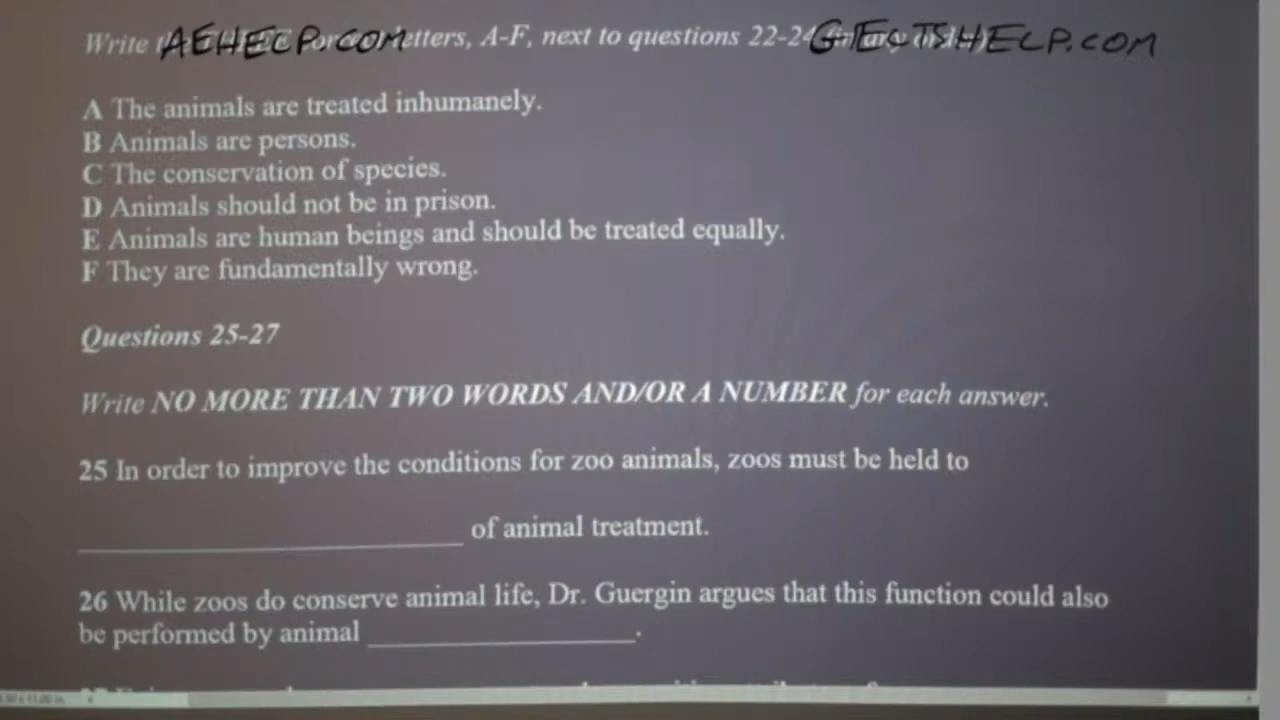 Write
AEHELP.COM
letters, A-F, next to questions 22-24
GIELTSHELP.COM
A The animals are treated inhumanely.
B Animals are persons.
C The conservation of species.
D Animals should not be in prison.
E Animals are human beings and should be treated equally.
F They are fundamentally wrong.
Questions 25-27
Write NO MORE THAN TWO WORDS AND/OR A NUMBER for each answer.
25 In order to improve the conditions for zoo animals, zoos must be held to
of animal treatment.
26 While zoos do conserve animal life, Dr. Guergin argues that this function could also
be performed by animal